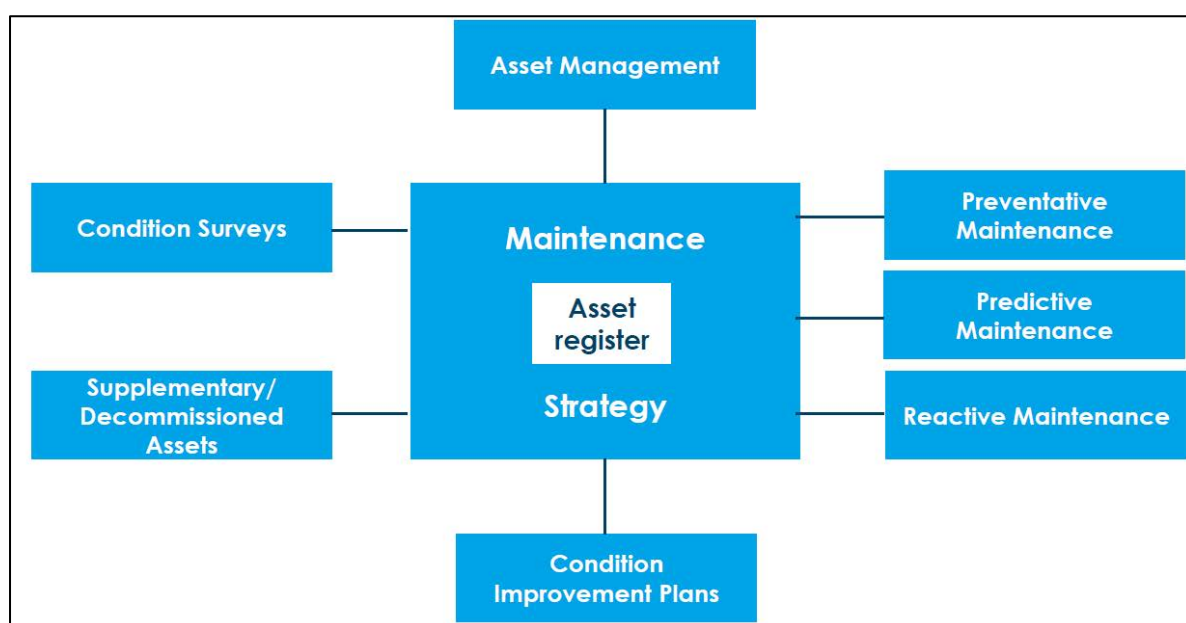 Asset Management
Condition Surveys
Supplementary/
Decommissioned
Assets
Maintenance
Asset
register
Strategy
Preventative
Maintenance
Predictive
Maintenance
Reactive Maintenance
Condition
Improvement Plans